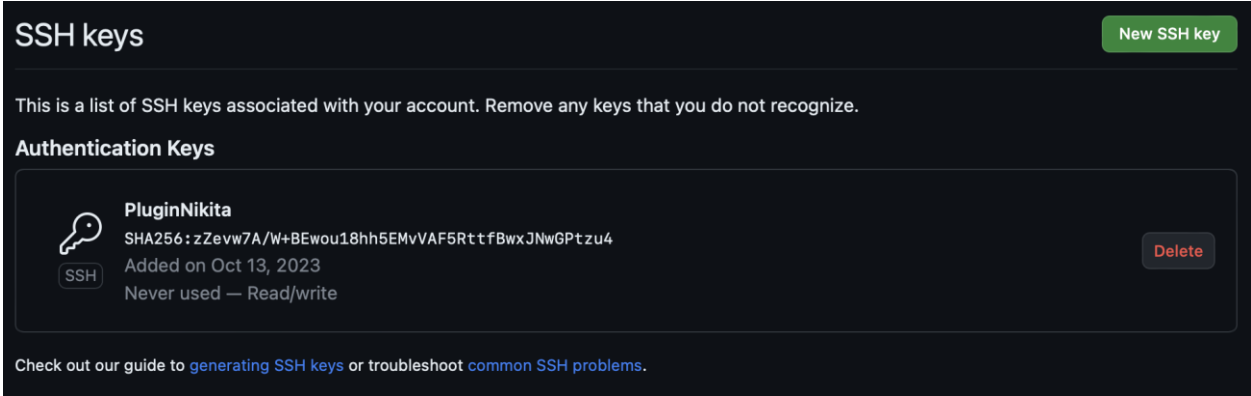 SSH keys
New SSH key
This is a list of SSH keys associated with your account. Remove any keys that you do not recognize.
Authentication Keys
PluginNikita
SHA256:zZevw7A/W+BEwou18hh5EMvVAF5RttfBwxJNwGPtzu4
SSH
Added on Oct 13, 2023
Never used — Read/write
Delete
Check out our guide to generating SSH keys or troubleshoot common SSH problems.